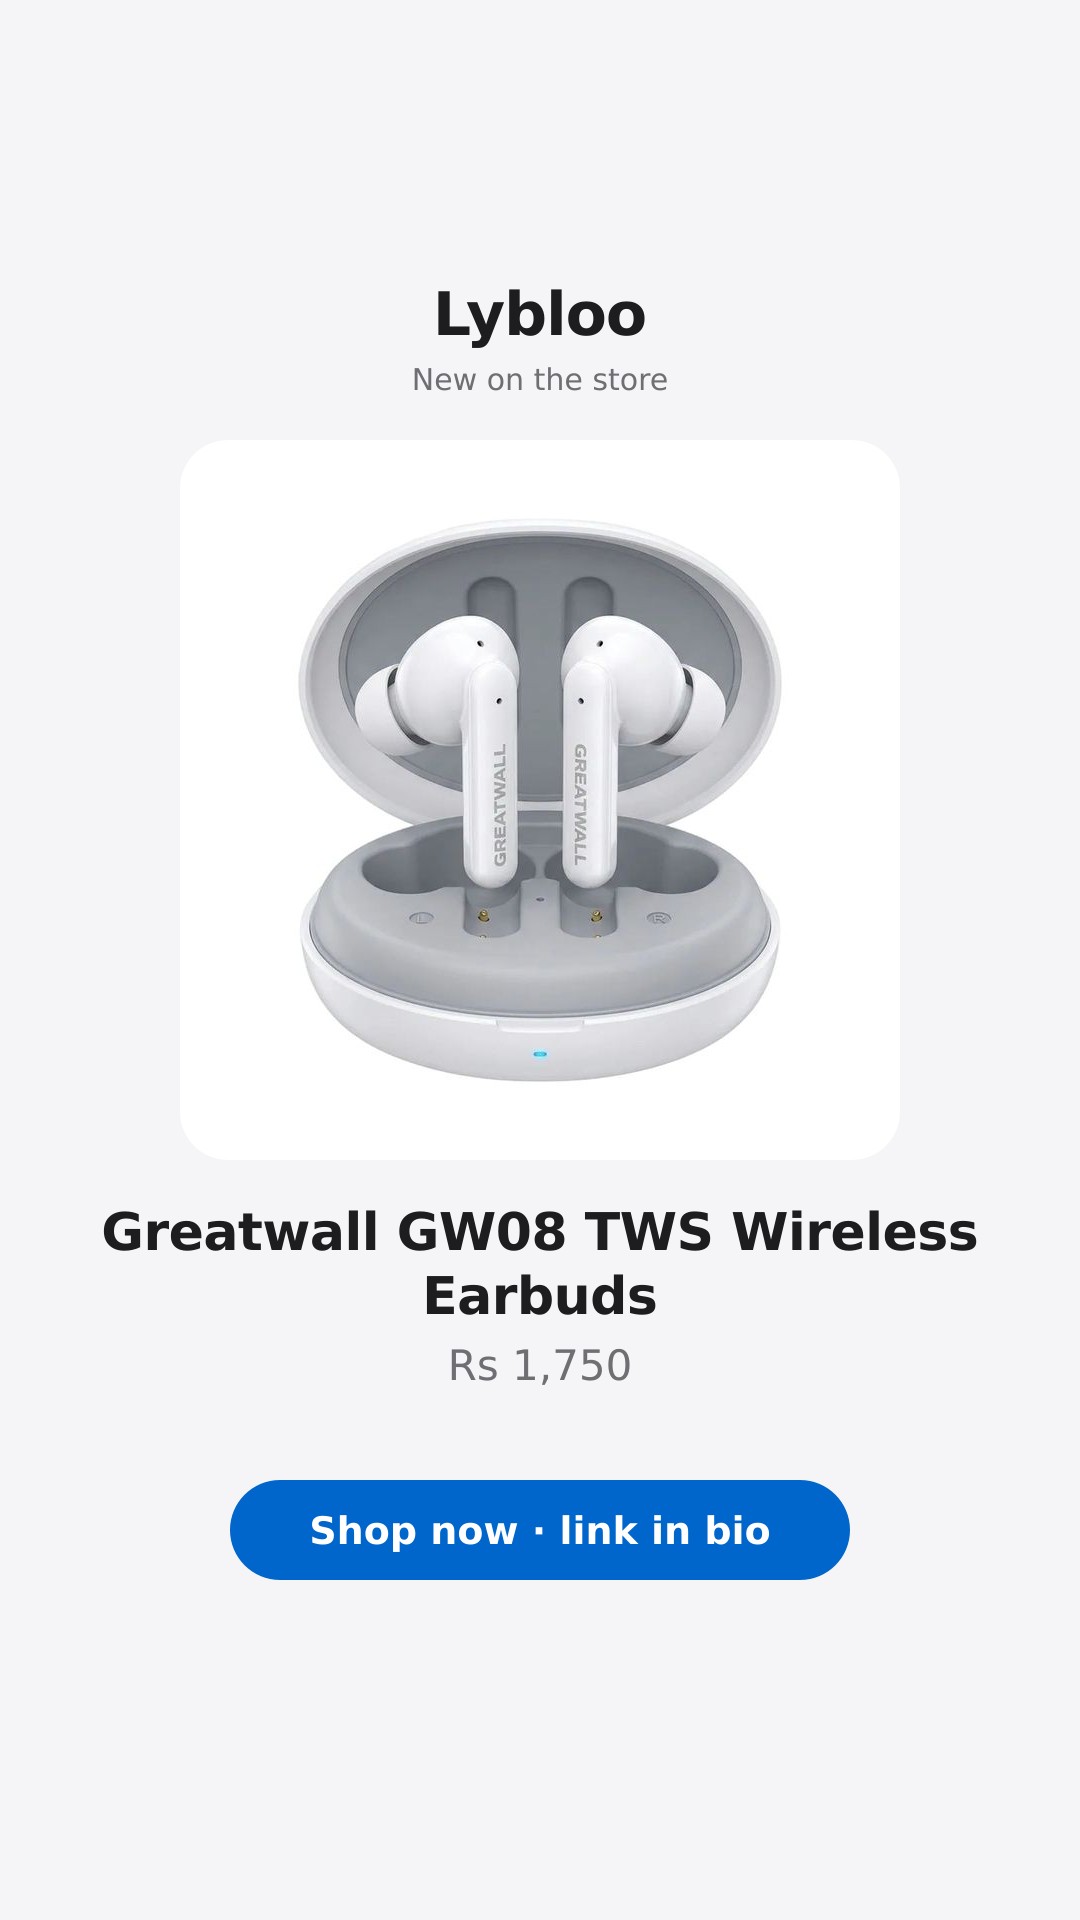 Lybloo
New on the store
GREATWALL
GREATWALL
L
R
Greatwall GW08 TWS Wireless
Earbuds
Rs 1,750
Shop now · link in bio